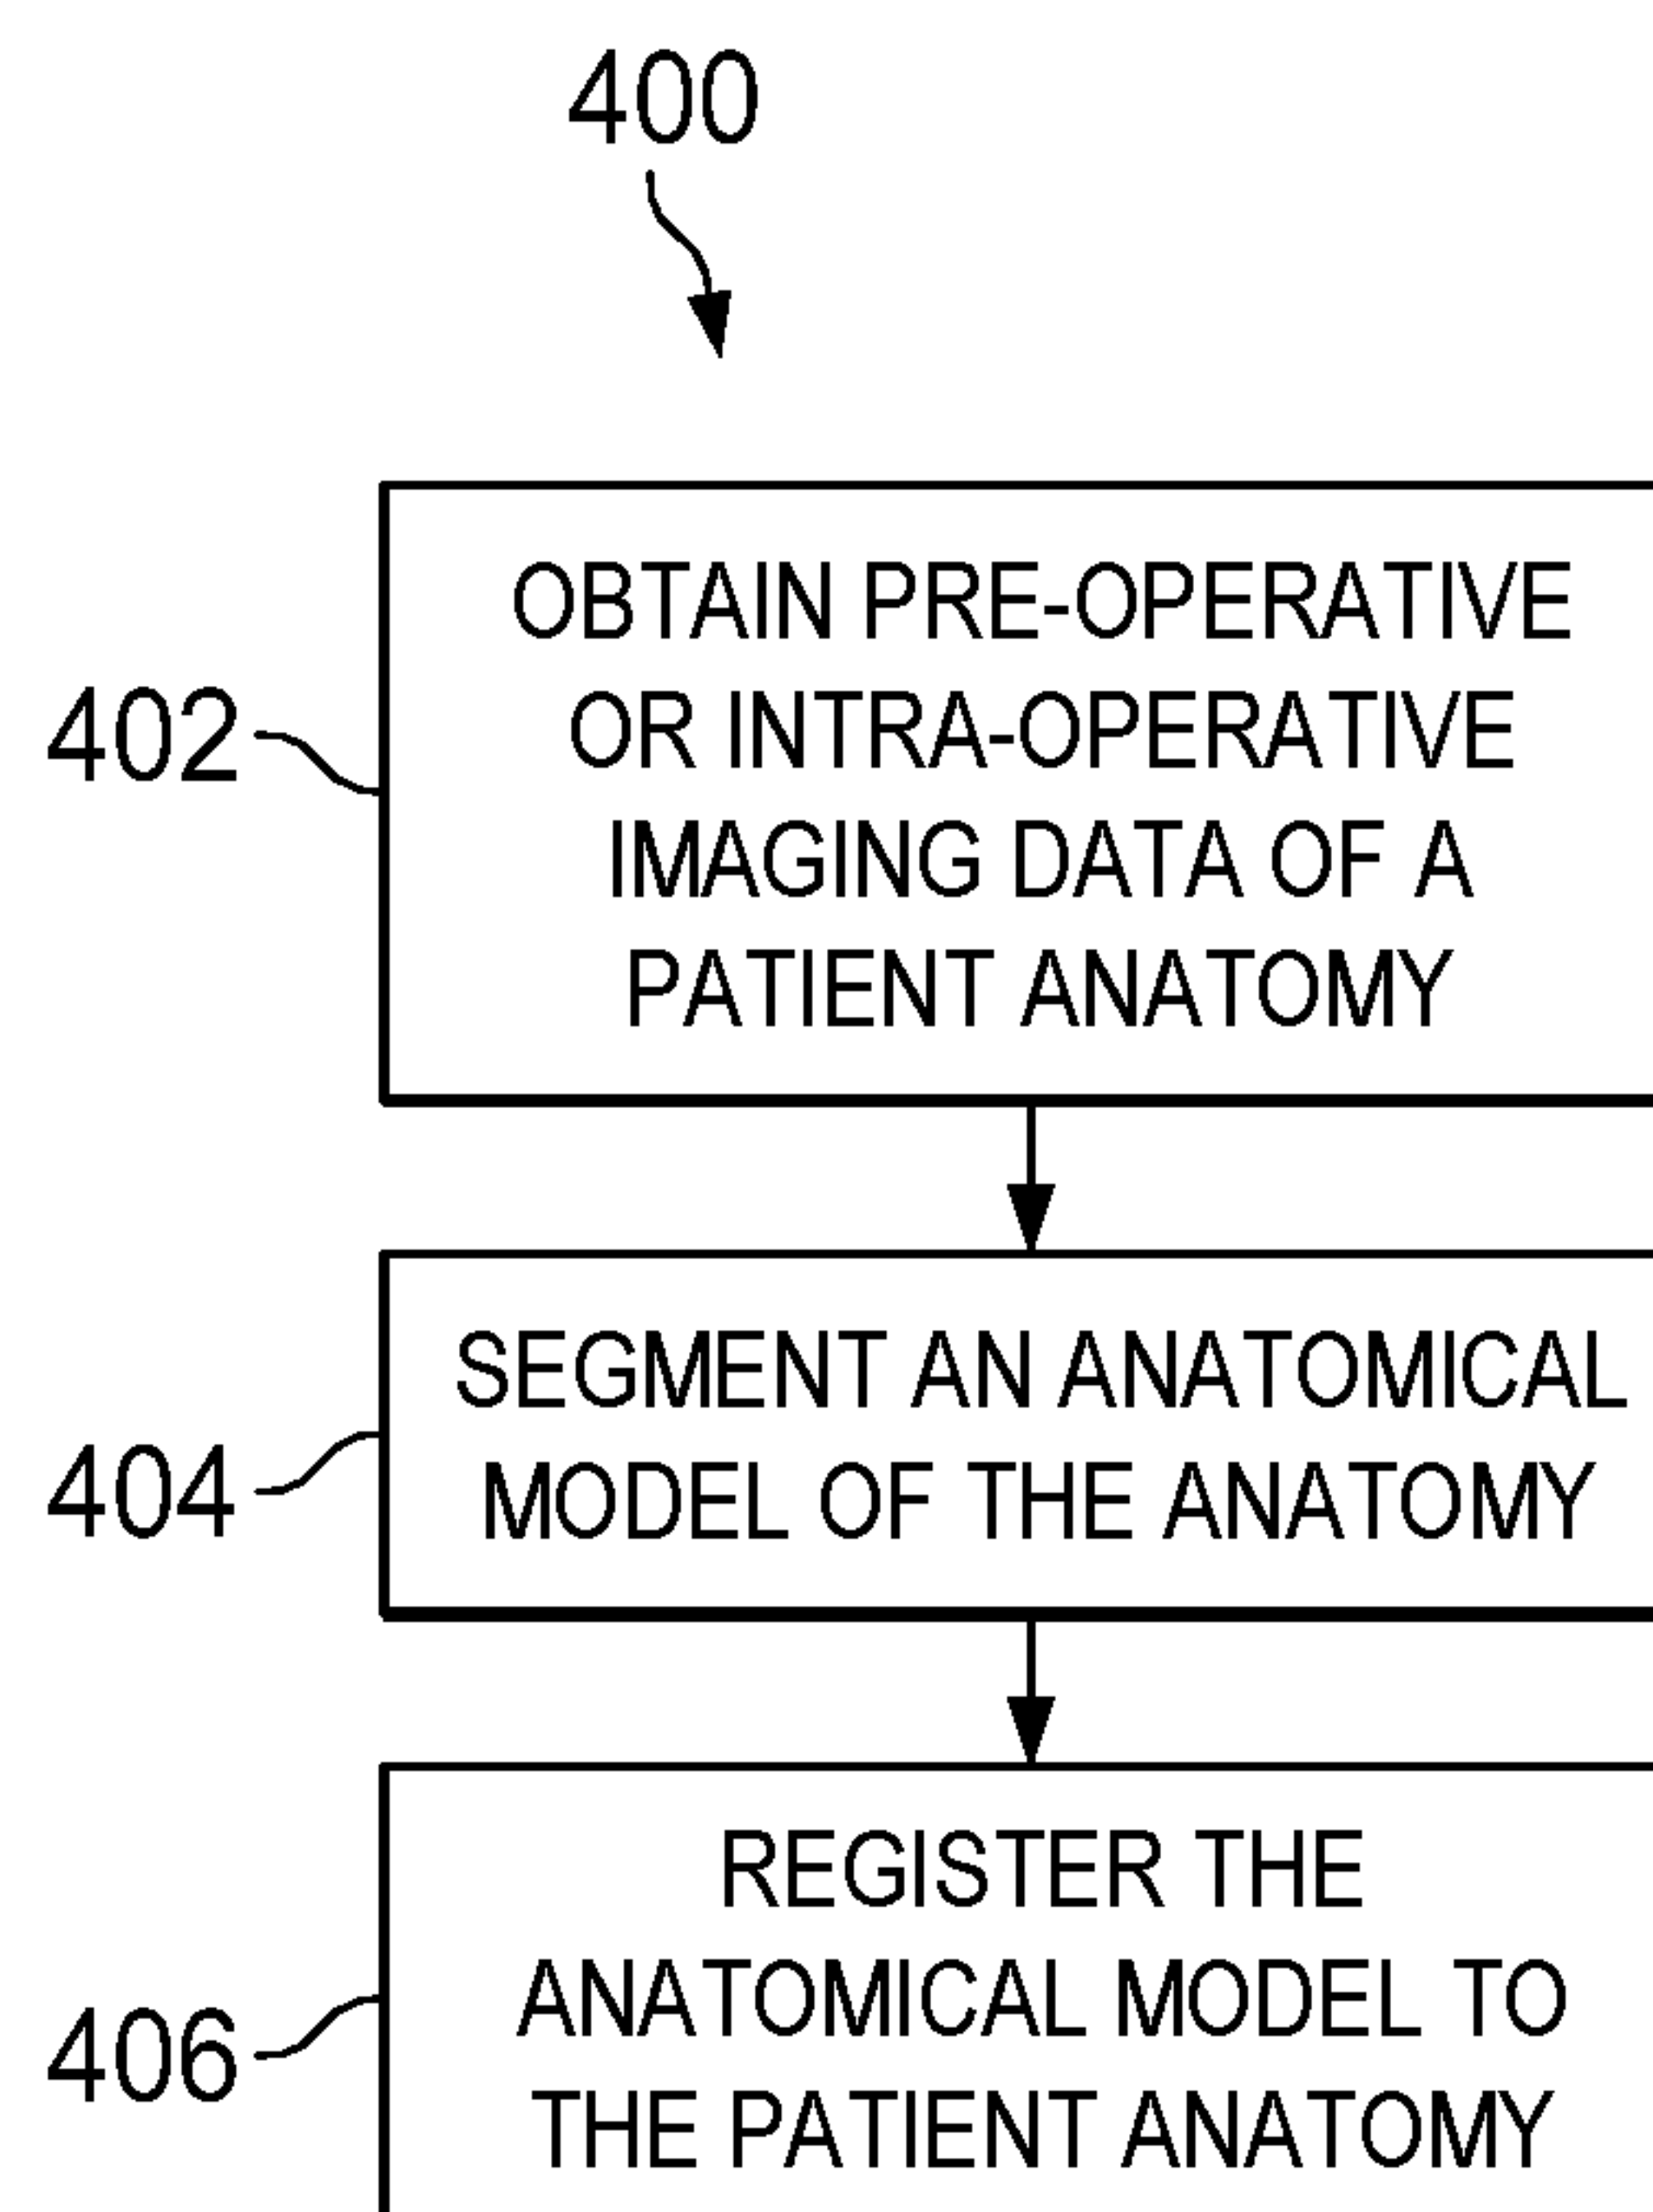 400
402
OBTAIN PRE-OPERATIVE
OR INTRA-OPERATIVE
IMAGING DATA OF A
PATIENT ANATOMY
404
SEGMENT AN ANATOMICAL
MODEL OF THE ANATOMY
406
REGISTER THE
ANATOMICAL MODEL TO
THE PATIENT ANATOMY